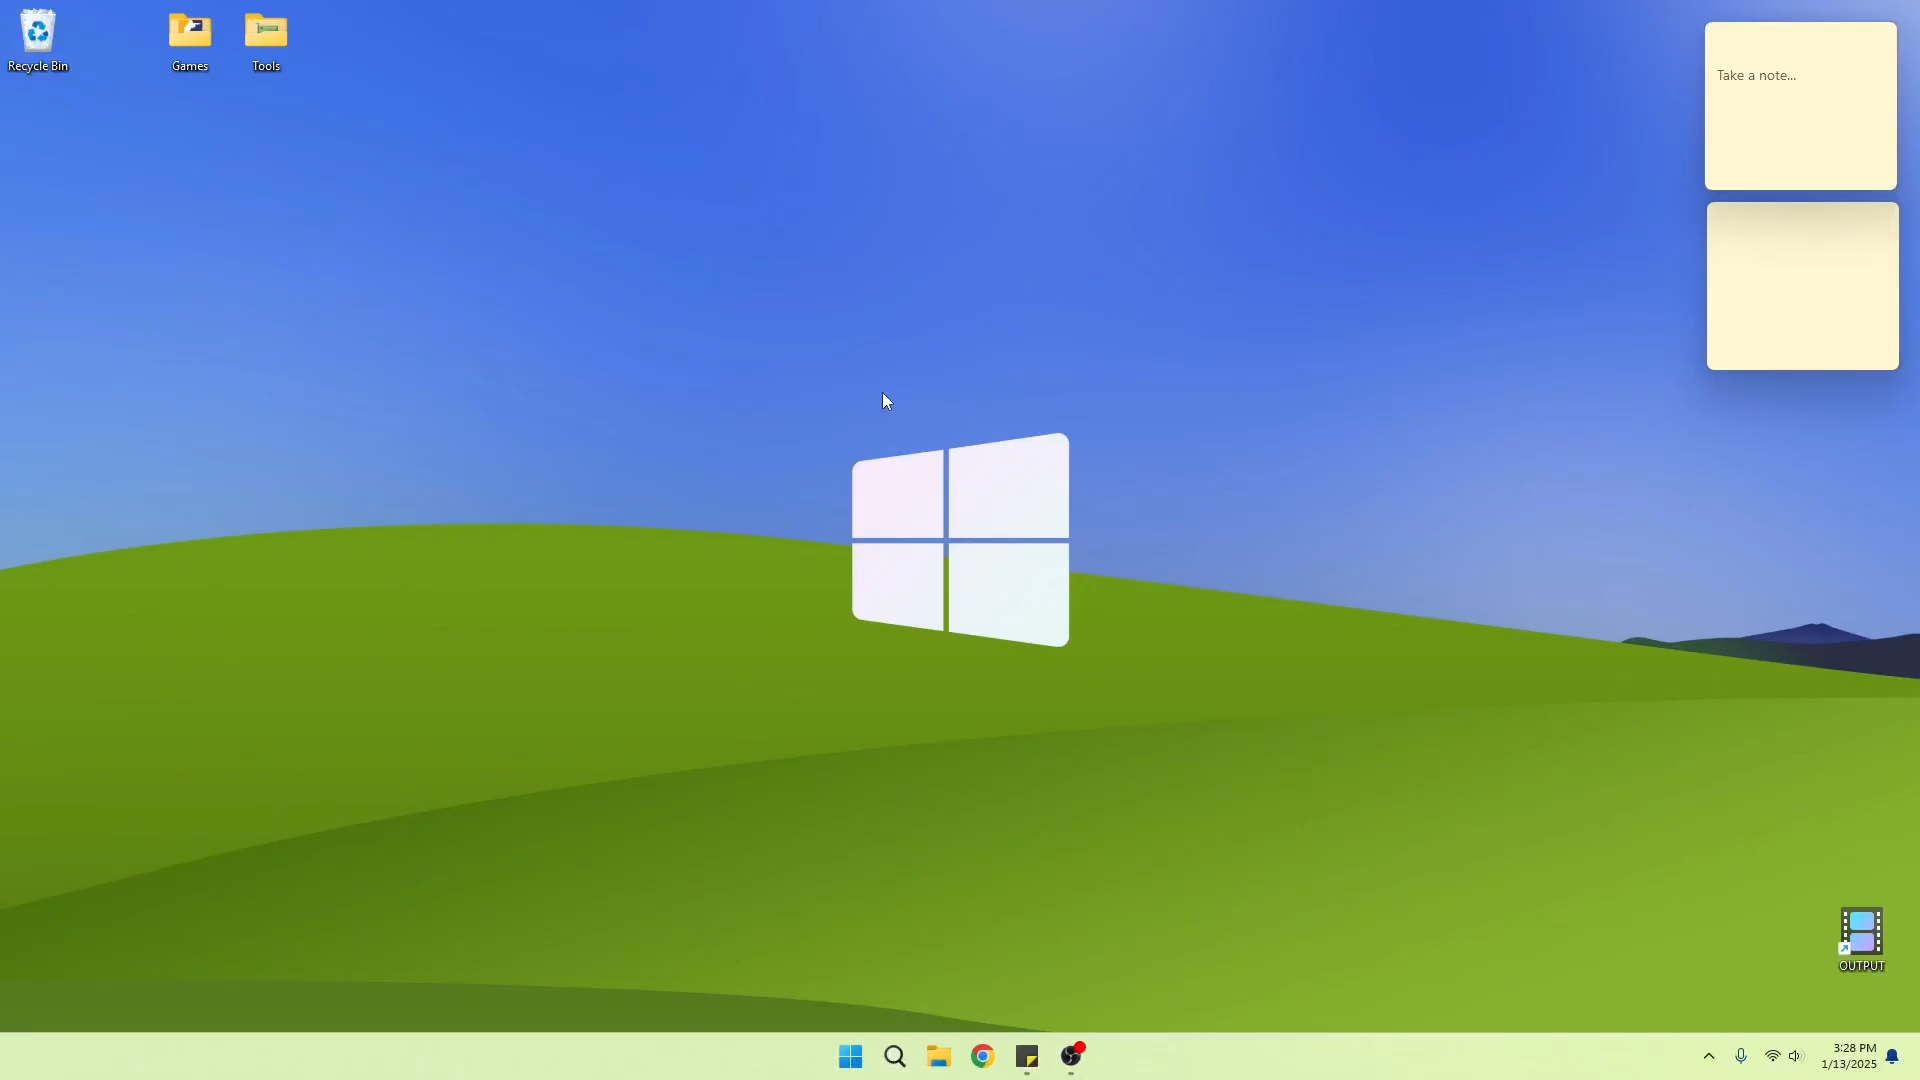 Recycle Bin
Games
Tools
Take a note...
OUTPUT
3:28 PM
1/13/2025